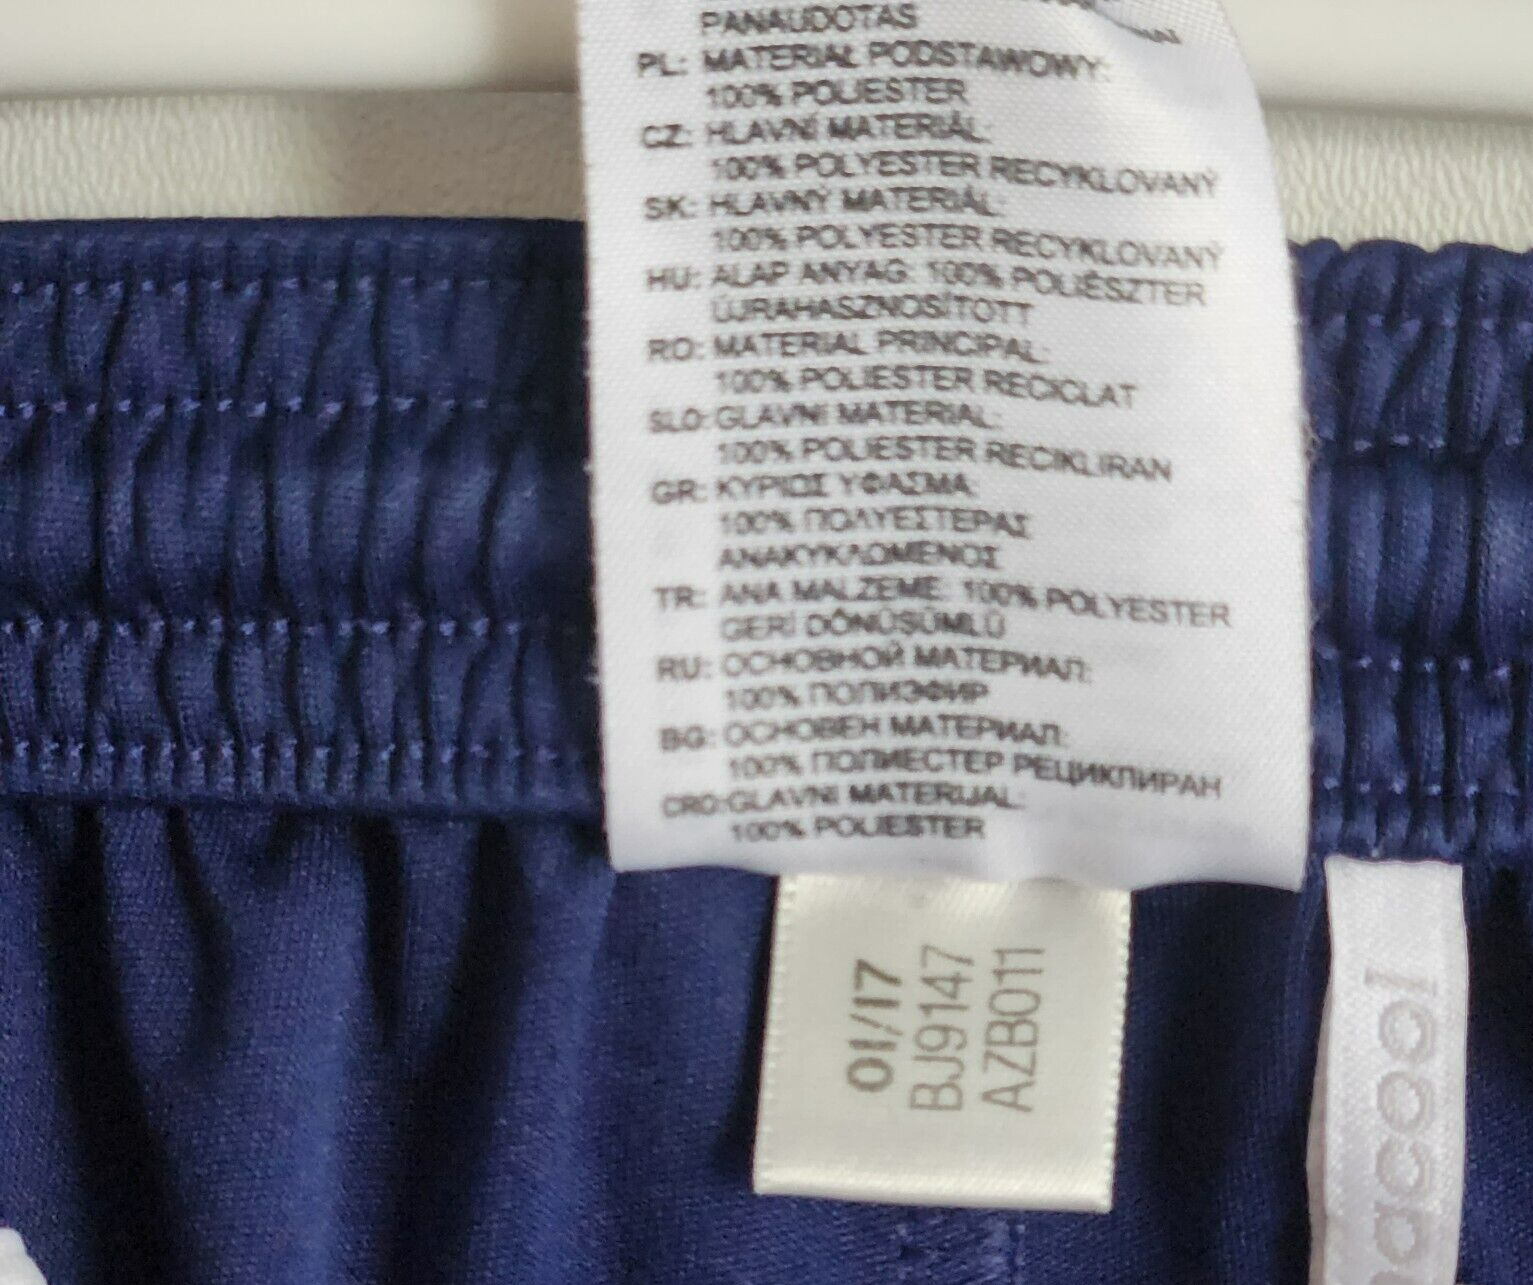 PANAUDOTAS
PL: MATERIAŁ PODSTAWOWY:
100% POLIESTER
CZ: HLAVNÍ MATERIÁL:
100% POLYESTER RECYKLOVANÝ
SK: HLAVNÝ MATERIÁL:
100% POLYESTER RECYKLOVANÝ
HU: ALAP ANYAG: 100% POLIÉSZTER
ÚJRAHASZNOSÍTOTT
RO: MATERIAL PRINCIPAL:
100% POLIESTER RECICLAT
SLO: GLAVNI MATERIAL:
100% POLIESTER RECIKLIRAN
GR: ΚΥΡΙΩΣ ΥΦΑΣΜΑ:
100% ΠΟΛΥΕΣΤΕΡΑΣ
ΑΝΑΚΥΚΛΩΜΕΝΟΣ
TR: ANA MALZEME: 100% POLYESTER
GERİ DÖNÜŞÜMLÜ
RU: ОСНОВНОЙ МАТЕРИАЛ:
100% ПОЛИЭФИР
BG: ОСНОВЕН МАТЕРИАЛ:
100% ПОЛИЕСТЕР РЕЦИКЛИРАН
CRO: GLAVNI MATERIJAL:
100% POLIESTER
01/17
BJ9147
AZB011
acool